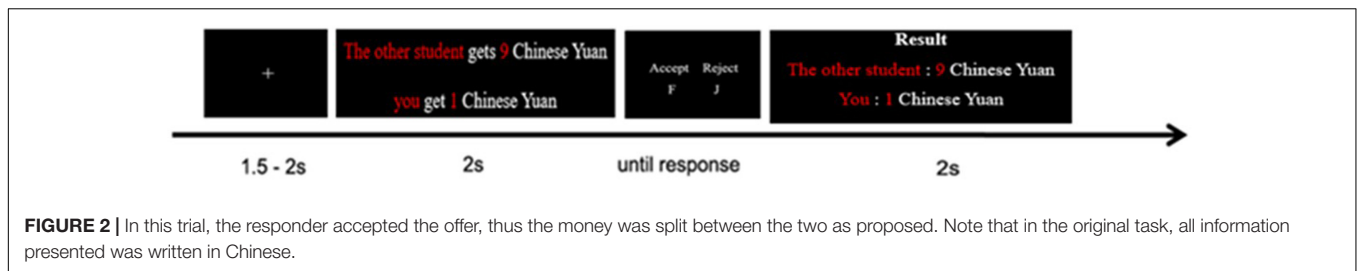 +
The other student gets 9 Chinese Yuan
you get 1 Chinese Yuan
Accept Reject
F J
Result
The other student : 9 Chinese Yuan
You : 1 Chinese Yuan
1.5 - 2s
2s
until response
2s
FIGURE 2 | In this trial, the responder accepted the offer, thus the money was split between the two as proposed. Note that in the original task, all information
presented was written in Chinese.